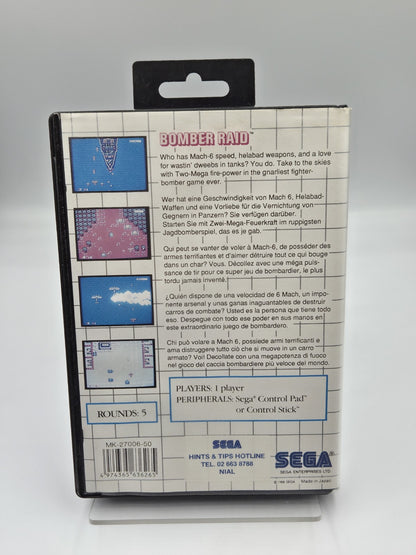 BOMBER RAID™
Who has Mach-6 speed, helabad weapons, and a love
for wastin' dweebs in tanks? You do. Take to the skies
with Two-Mega fire-power in the gnarliest fighter-
bomber game ever.
Wer hat eine Geschwindigkeit von Mach 6, Helabad-
Waffen und eine Vorliebe für die Vernichtung von
Gegnern in Panzern? Sie verfügen darüber.
Starten Sie mit Zwei-Mega-Feuerkraft im ruppigsten
Jagdbomberspiel, das es je gab.
Qui peut se vanter de voler à Mach-6, de posséder des
armes terrifiantes et d'aimer détruire tout ce qui bouge
dans un char? Vous. Décollez avec une méga puis-
sance de tir pour ce super jeu de bombardier, le plus
tordu jamais inventé.
¿Quién dispone de una velocidad de 6 Mach, un impo-
nente arsenal y unas ganas inaguantables de destruir
carros de combate? Usted es la persona que tiene todo
eso. Despegue con todo ese poder en sus manos en
este extraordinario juego de bombardero.
Chi può volare a Mach 6, possiede armi terrificanti e
ama distruggere tutto ciò che si muove in un carro
armato? Voi! Decollate con una megapotenza di fuoco
nel gioco del caccia bombardiere più veloce del mondo.
PLAYERS: 1 player
PERIPHERALS: Sega® Control Pad™
or Control Stick™
ROUNDS: 5
MK-27006-50
4 974365 636265
SEGA
HINTS & TIPS HOTLINE
TEL. 02 663 8788
NIAL
SEGA®
SEGA ENTERPRISES LTD.
© 1988 SEGA Made in Japan